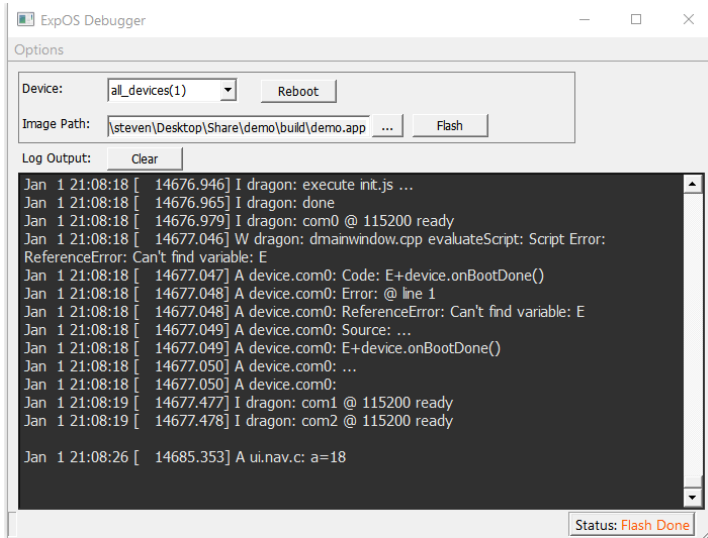 ExpOS Debugger
Options
Device: all_devices(1) Reboot
Image Path: \steven\Desktop\Share\demo\build\demo.app ... Flash
Log Output: Clear
Jan 1 21:08:18 [ 14676.946] I dragon: execute init.js ...
Jan 1 21:08:18 [ 14676.965] I dragon: done
Jan 1 21:08:18 [ 14676.979] I dragon: com0 @ 115200 ready
Jan 1 21:08:18 [ 14677.046] W dragon: dmainwindow.cpp evaluateScript: Script Error:
ReferenceError: Can't find variable: E
Jan 1 21:08:18 [ 14677.047] A device.com0: Code: E+device.onBootDone()
Jan 1 21:08:18 [ 14677.048] A device.com0: Error: @ line 1
Jan 1 21:08:18 [ 14677.048] A device.com0: ReferenceError: Can't find variable: E
Jan 1 21:08:18 [ 14677.049] A device.com0: Source: ...
Jan 1 21:08:18 [ 14677.049] A device.com0: E+device.onBootDone()
Jan 1 21:08:18 [ 14677.050] A device.com0: ...
Jan 1 21:08:18 [ 14677.050] A device.com0:
Jan 1 21:08:19 [ 14677.477] I dragon: com1 @ 115200 ready
Jan 1 21:08:19 [ 14677.478] I dragon: com2 @ 115200 ready
Jan 1 21:08:26 [ 14685.353] A ui.nav.c: a=18
Status: Flash Done